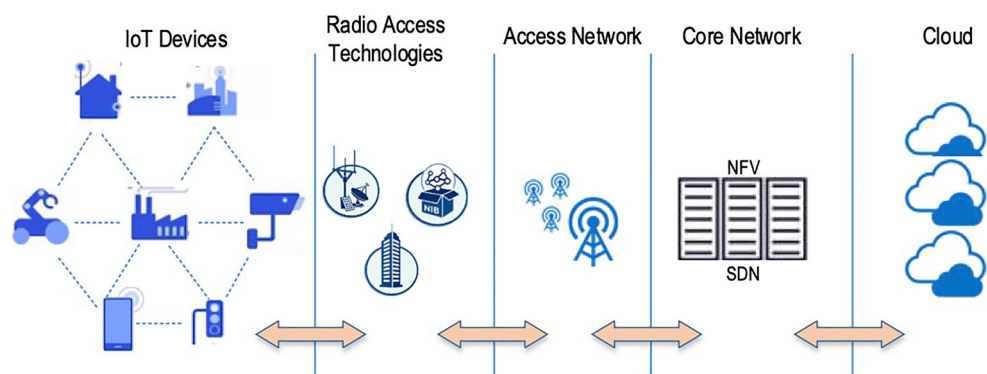 IoT Devices
Radio Access
Technologies
Access Network
Core Network
Cloud
NIB
NFV
SDN